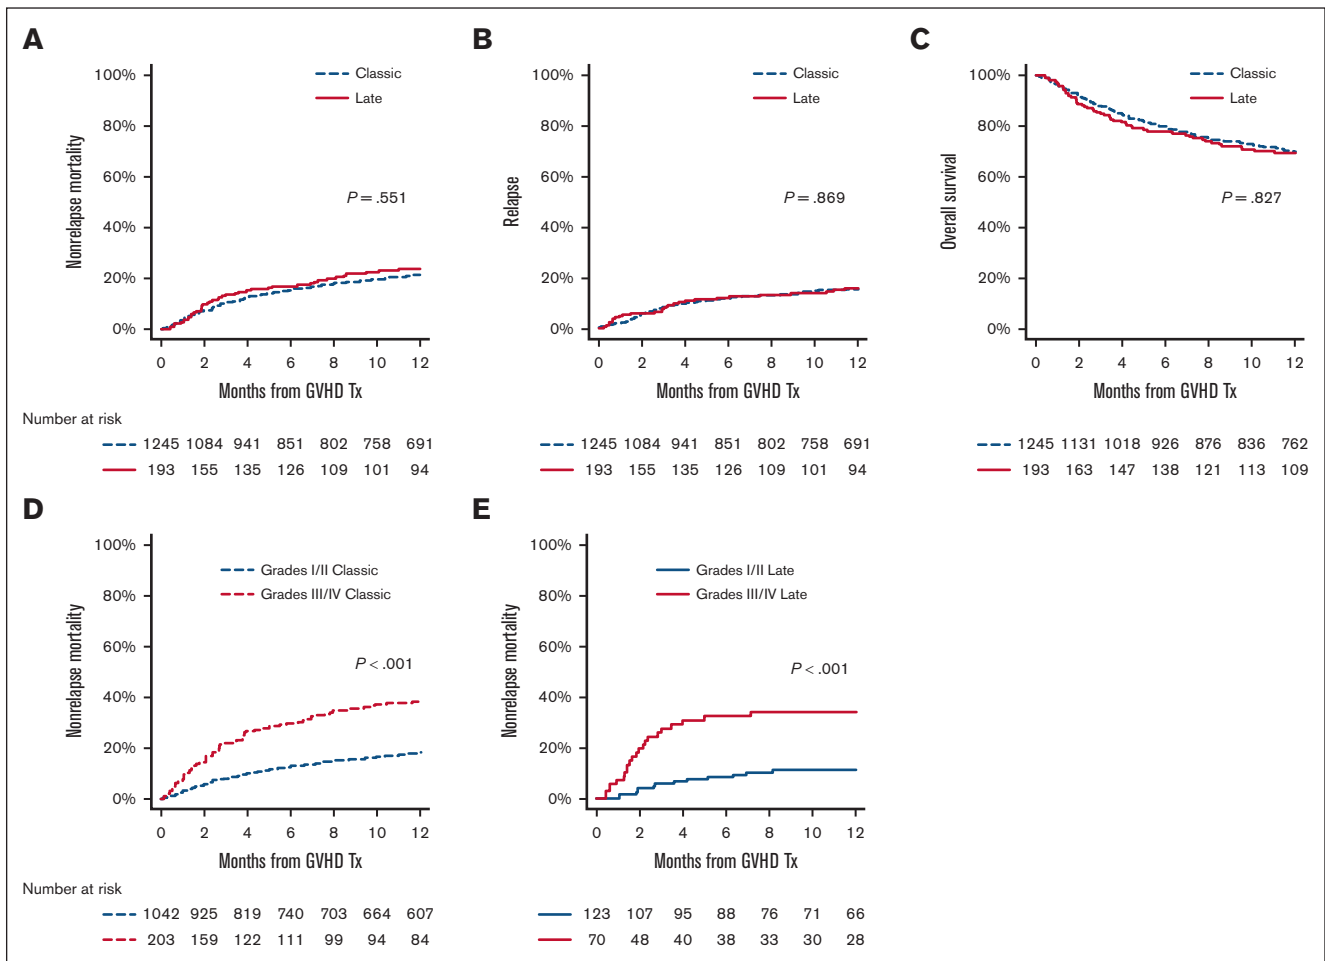 A
Nonrelapse mortality
100%
80%
60%
40%
20%
0%
Classic
Late
P = .551
0 2 4 6 8 10 12
Months from GVHD Tx
Number at risk
1245 1084 941 851 802 758 691
193 155 135 126 109 101 94
B
Relapse
100%
80%
60%
40%
20%
0%
Classic
Late
P = .869
0 2 4 6 8 10 12
Months from GVHD Tx
1245 1084 941 851 802 758 691
193 155 135 126 109 101 94
C
Overall survival
100%
80%
60%
40%
20%
0%
Classic
Late
P = .827
0 2 4 6 8 10 12
Months from GVHD Tx
1245 1131 1018 926 876 836 762
193 163 147 138 121 113 109
D
Nonrelapse mortality
100%
80%
60%
40%
20%
0%
Grades I/II Classic
Grades III/IV Classic
P < .001
0 2 4 6 8 10 12
Months from GVHD Tx
Number at risk
1042 925 819 740 703 664 607
203 159 122 111 99 94 84
E
Nonrelapse mortality
100%
80%
60%
40%
20%
0%
Grades I/II Late
Grades III/IV Late
P < .001
0 2 4 6 8 10 12
Months from GVHD Tx
123 107 95 88 76 71 66
70 48 40 38 33 30 28